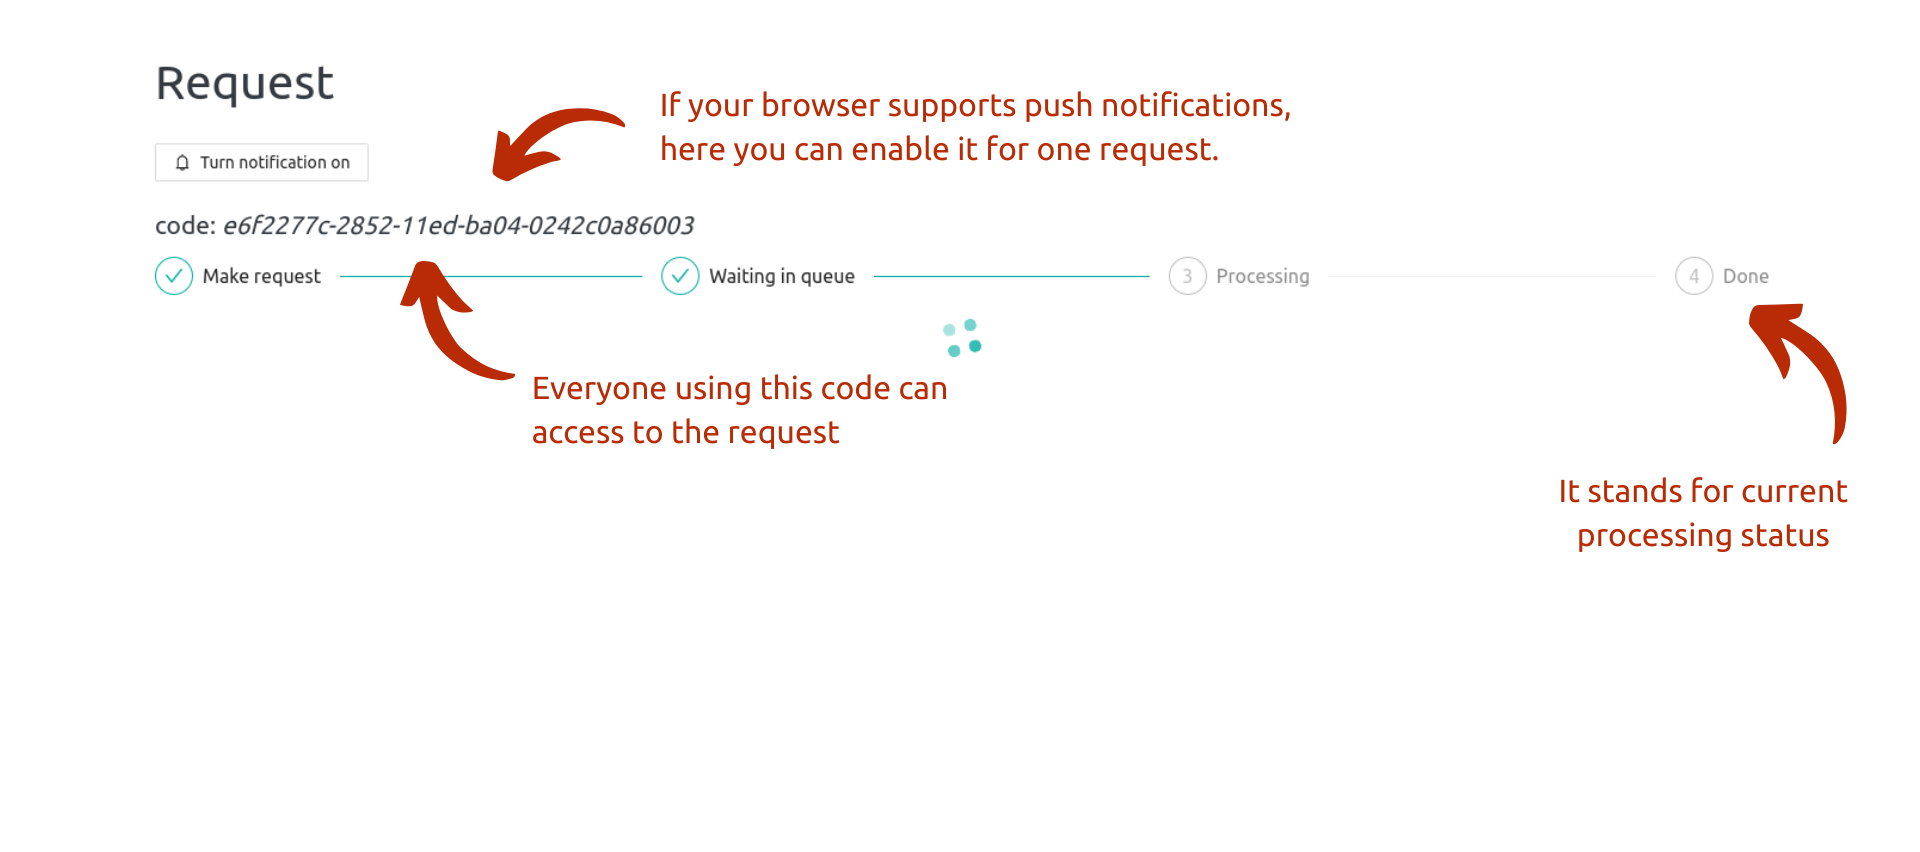 Request
If your browser supports push notifications,
here you can enable it for one request.
Turn notification on
code: e6f2277c-2852-11ed-ba04-0242c0a86003
Make request
Waiting in queue
3 Processing
4 Done
Everyone using this code can
access to the request
It stands for current
processing status